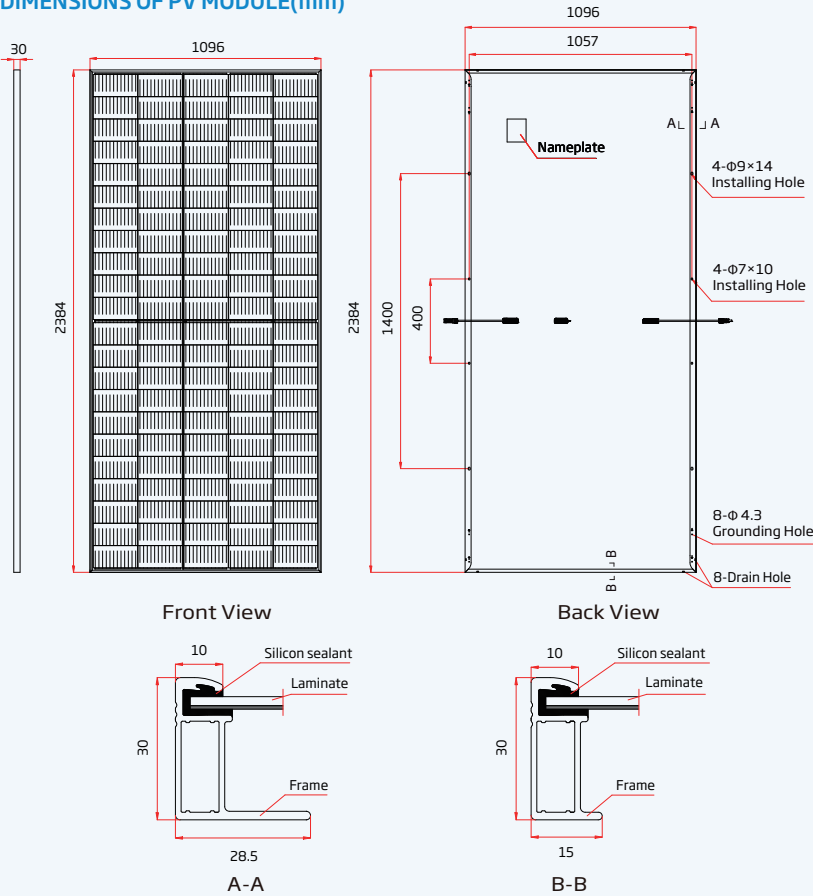 DIMENSIONS OF PV MODULE(mm)
30
1096
2384
Front View
1096
1057
2384
1400
400
Nameplate
A
A
4-Φ9×14
Installing Hole
4-Φ7×10
Installing Hole
8-Φ 4.3
Grounding Hole
8-Drain Hole
B
B
Back View
10
Silicon sealant
Laminate
30
Frame
28.5
A-A
10
Silicon sealant
Laminate
30
Frame
15
B-B